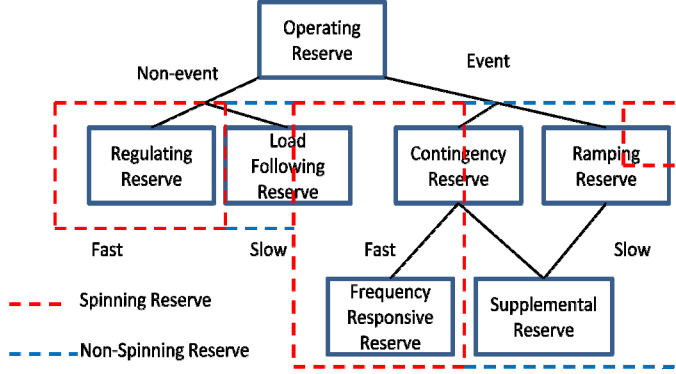 Operating
Reserve
Non-event
Event
Regulating
Reserve
Load
Following
Reserve
Contingency
Reserve
Ramping
Reserve
Fast
Slow
Fast
Slow
Frequency
Responsive
Reserve
Supplemental
Reserve
Spinning Reserve
Non-Spinning Reserve